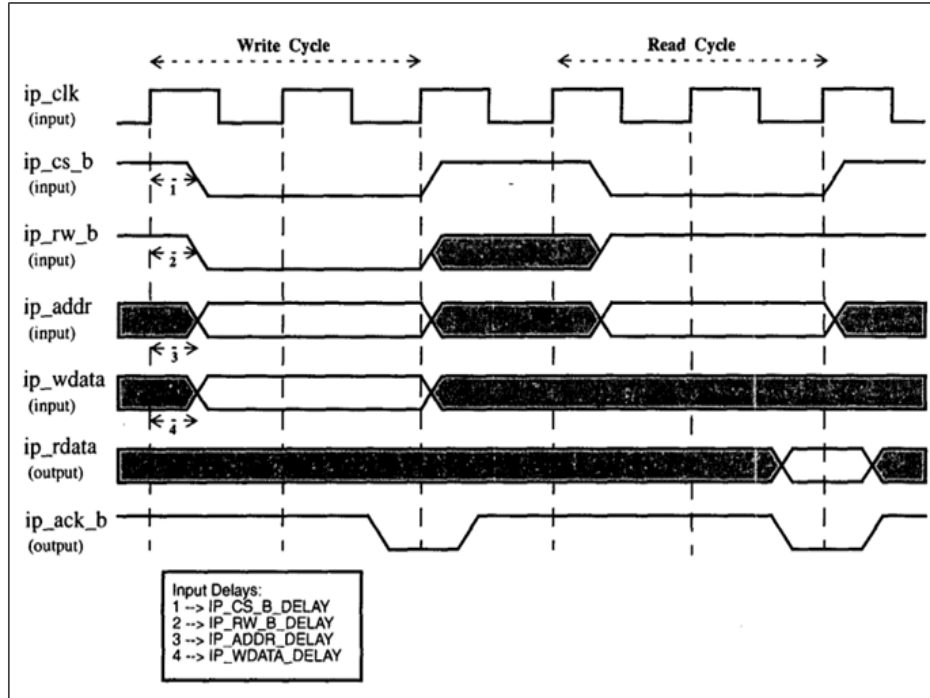 Write Cycle
Read Cycle
ip_clk
(input)
ip_cs_b
(input)
1
ip_rw_b
(input)
2
ip_addr
(input)
3
ip_wdata
(input)
4
ip_rdata
(output)
ip_ack_b
(output)
Input Delays:
1 --> IP_CS_B_DELAY
2 --> IP_RW_B_DELAY
3 --> IP_ADDR_DELAY
4 --> IP_WDATA_DELAY